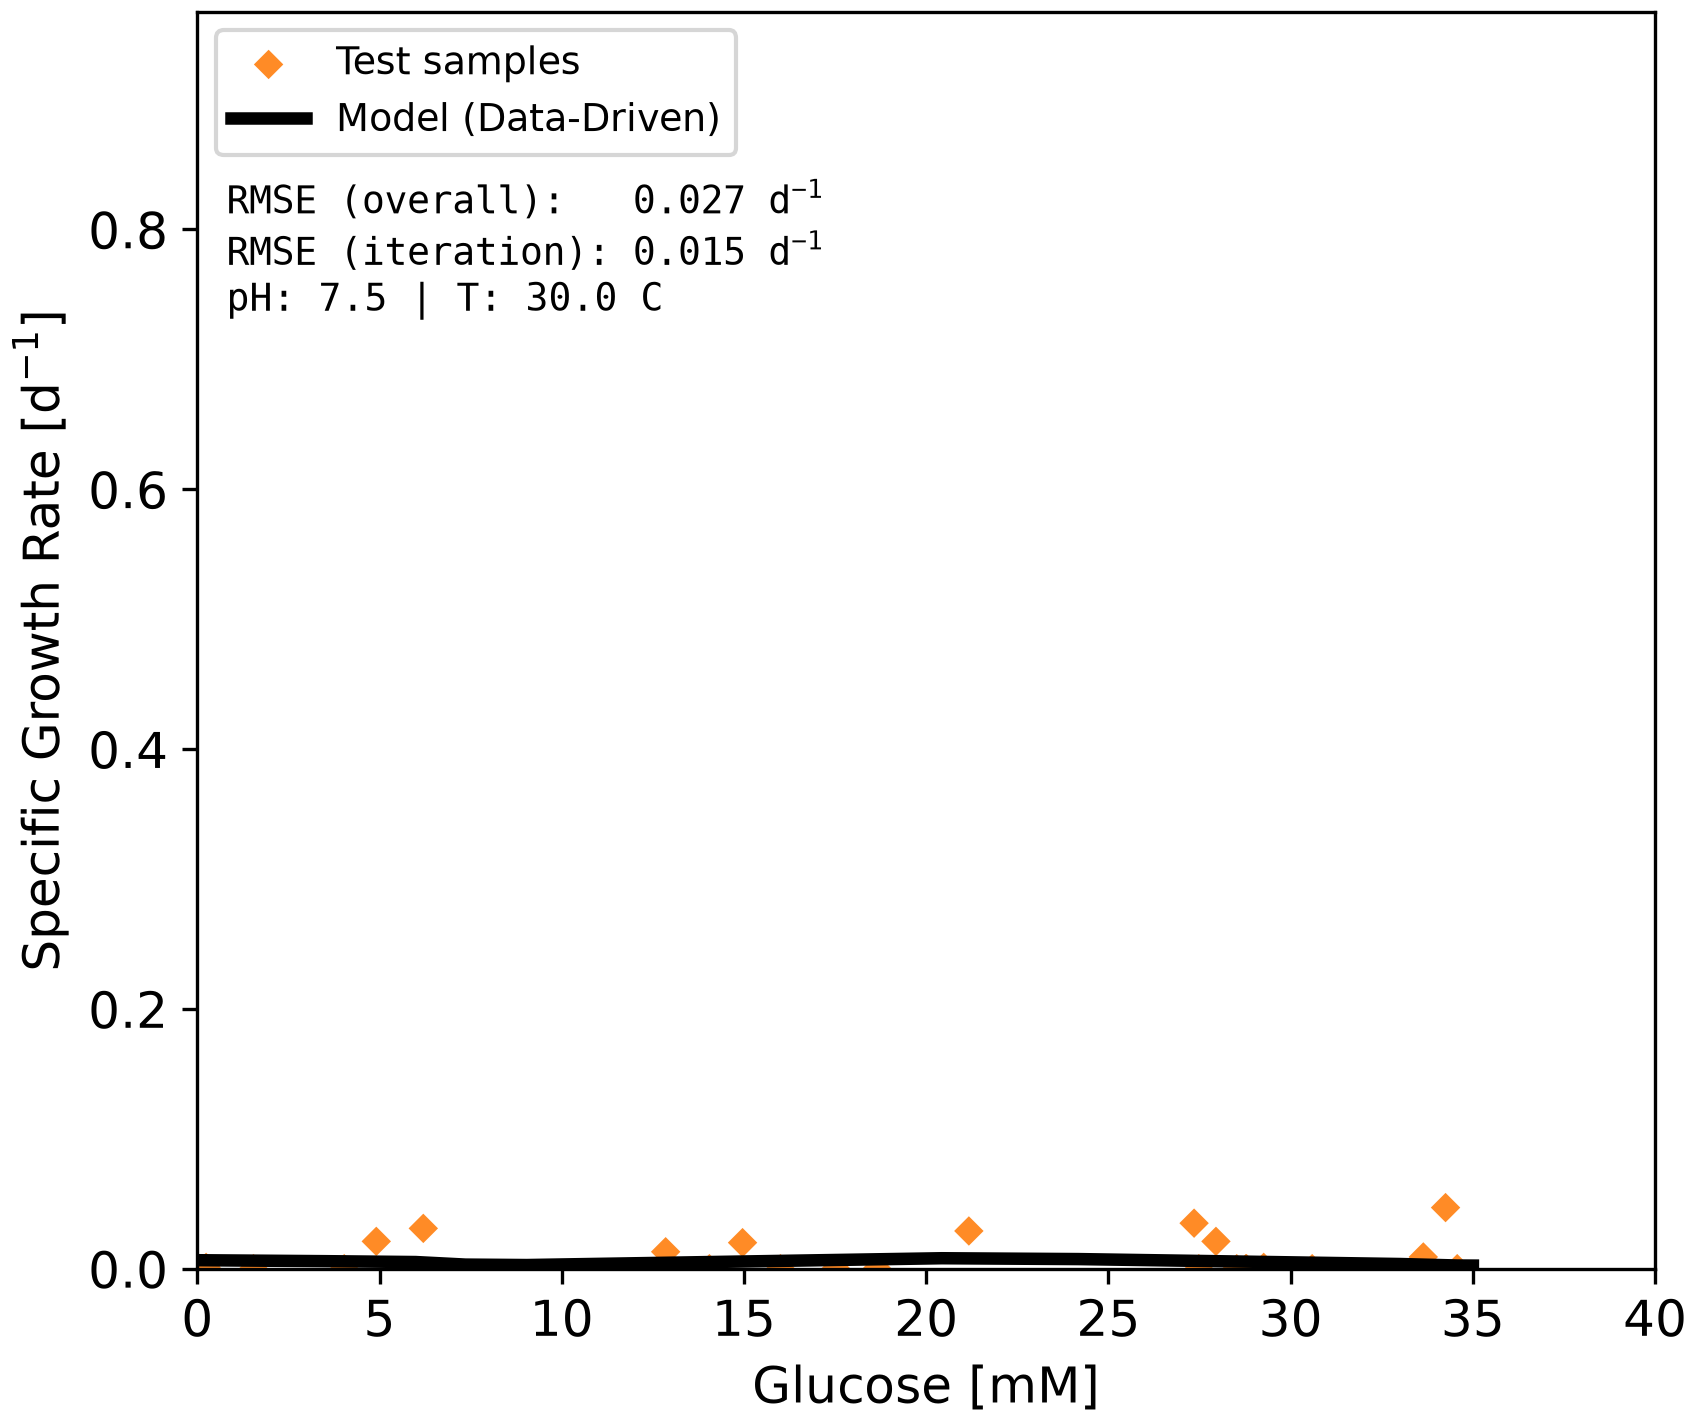 Test samples
Model (Data-Driven)
RMSE (overall): 0.027 d⁻¹
RMSE (iteration): 0.015 d⁻¹
pH: 7.5 | T: 30.0 C
Specific Growth Rate [d⁻¹]
0.8
0.6
0.4
0.2
0.0
0 5 10 15 20 25 30 35 40
Glucose [mM]